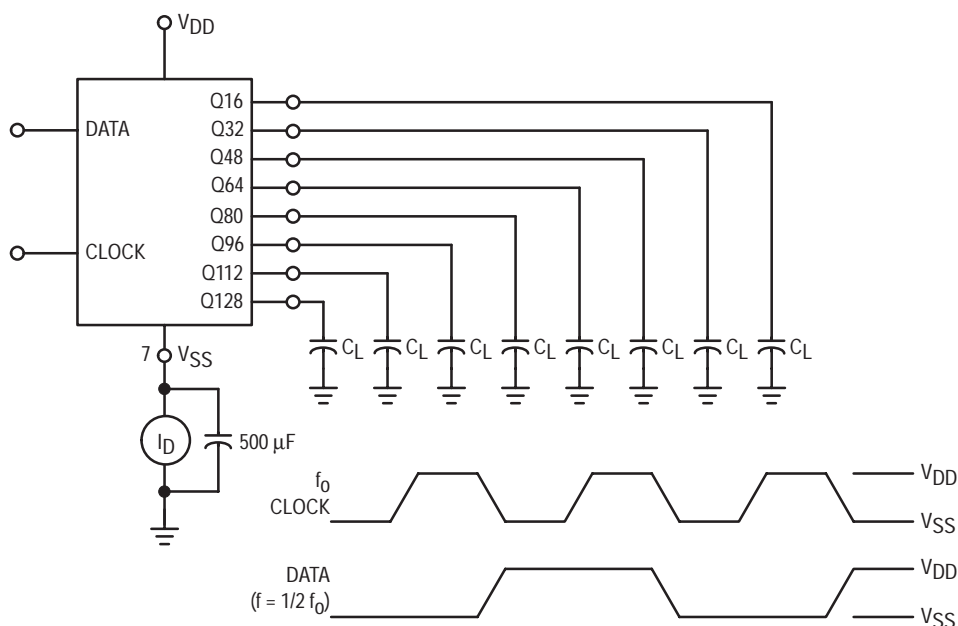 VDD
DATA
CLOCK
Q16
Q32
Q48
Q64
Q80
Q96
Q112
Q128
7 VSS
CL CL CL CL CL CL CL CL
ID
500 μF
f0
CLOCK
VDD
VSS
DATA
(f = 1/2 f0)
VDD
VSS